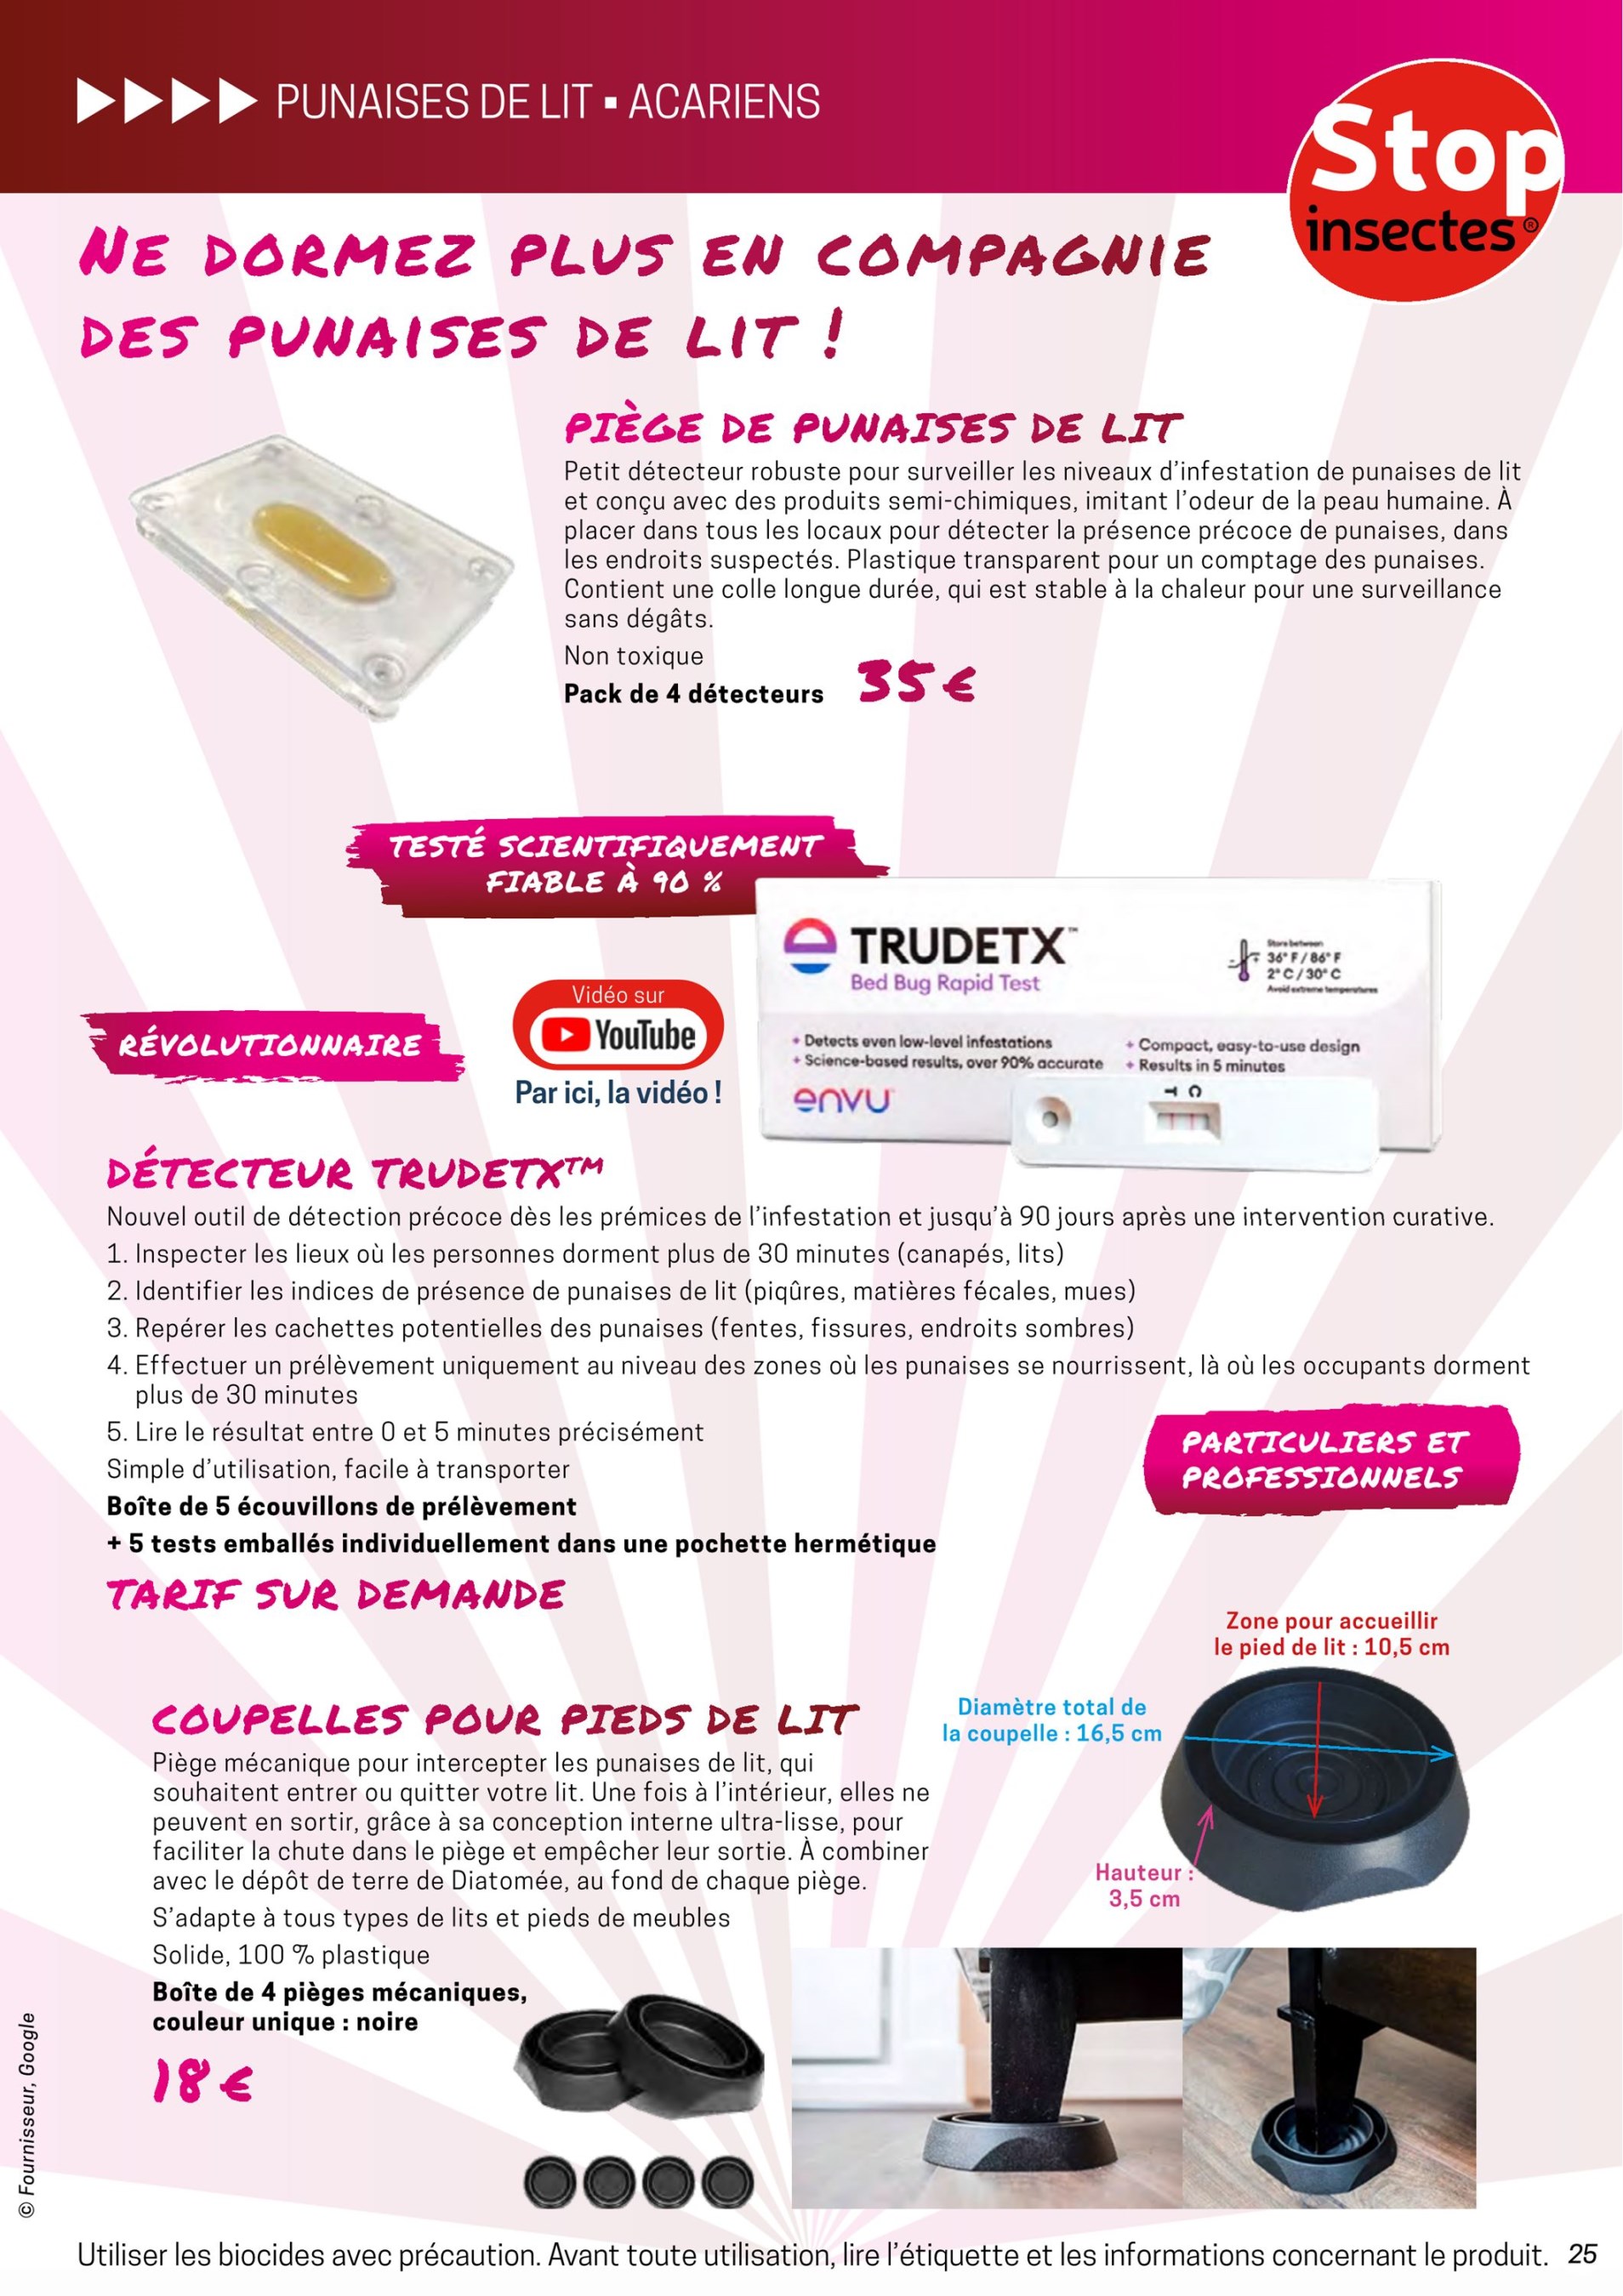 PUNAISES DE LIT ▪ ACARIENS
Stop
insectes®
NE DORMEZ PLUS EN COMPAGNIE
DES PUNAISES DE LIT !
PIÈGE DE PUNAISES DE LIT
Petit détecteur robuste pour surveiller les niveaux d’infestation de punaises de lit
et conçu avec des produits semi-chimiques, imitant l’odeur de la peau humaine. À
placer dans tous les locaux pour détecter la présence précoce de punaises, dans
les endroits suspectés. Plastique transparent pour un comptage des punaises.
Contient une colle longue durée, qui est stable à la chaleur pour une surveillance
sans dégâts.
Non toxique
Pack de 4 détecteurs
35 €
TESTÉ SCIENTIFIQUEMENT
FIABLE À 90 %
TRUDETX™
Bed Bug Rapid Test
Store between
36° F / 86° F
2° C / 30° C
Avoid extreme temperatures
+ Detects even low-level infestations
+ Science-based results, over 90% accurate
+ Compact, easy-to-use design
+ Results in 5 minutes
envu
T C
RÉVOLUTIONNAIRE
Vidéo sur
YouTube
Par ici, la vidéo !
DÉTECTEUR TRUDETX™
Nouvel outil de détection précoce dès les prémices de l’infestation et jusqu’à 90 jours après une intervention curative.
1. Inspecter les lieux où les personnes dorment plus de 30 minutes (canapés, lits)
2. Identifier les indices de présence de punaises de lit (piqûres, matières fécales, mues)
3. Repérer les cachettes potentielles des punaises (fentes, fissures, endroits sombres)
4. Effectuer un prélèvement uniquement au niveau des zones où les punaises se nourrissent, là où les occupants dorment
plus de 30 minutes
5. Lire le résultat entre 0 et 5 minutes précisément
Simple d’utilisation, facile à transporter
Boîte de 5 écouvillons de prélèvement
+ 5 tests emballés individuellement dans une pochette hermétique
PARTICULIERS ET
PROFESSIONNELS
TARIF SUR DEMANDE
COUPELLES POUR PIEDS DE LIT
Piège mécanique pour intercepter les punaises de lit, qui
souhaitent entrer ou quitter votre lit. Une fois à l’intérieur, elles ne
peuvent en sortir, grâce à sa conception interne ultra-lisse, pour
faciliter la chute dans le piège et empêcher leur sortie. À combiner
avec le dépôt de terre de Diatomée, au fond de chaque piège.
S’adapte à tous types de lits et pieds de meubles
Solide, 100 % plastique
Boîte de 4 pièges mécaniques,
couleur unique : noire
18 €
Zone pour accueillir
le pied de lit : 10,5 cm
Diamètre total de
la coupelle : 16,5 cm
Hauteur :
3,5 cm
© Fournisseur, Google
Utiliser les biocides avec précaution. Avant toute utilisation, lire l’étiquette et les informations concernant le produit. 25